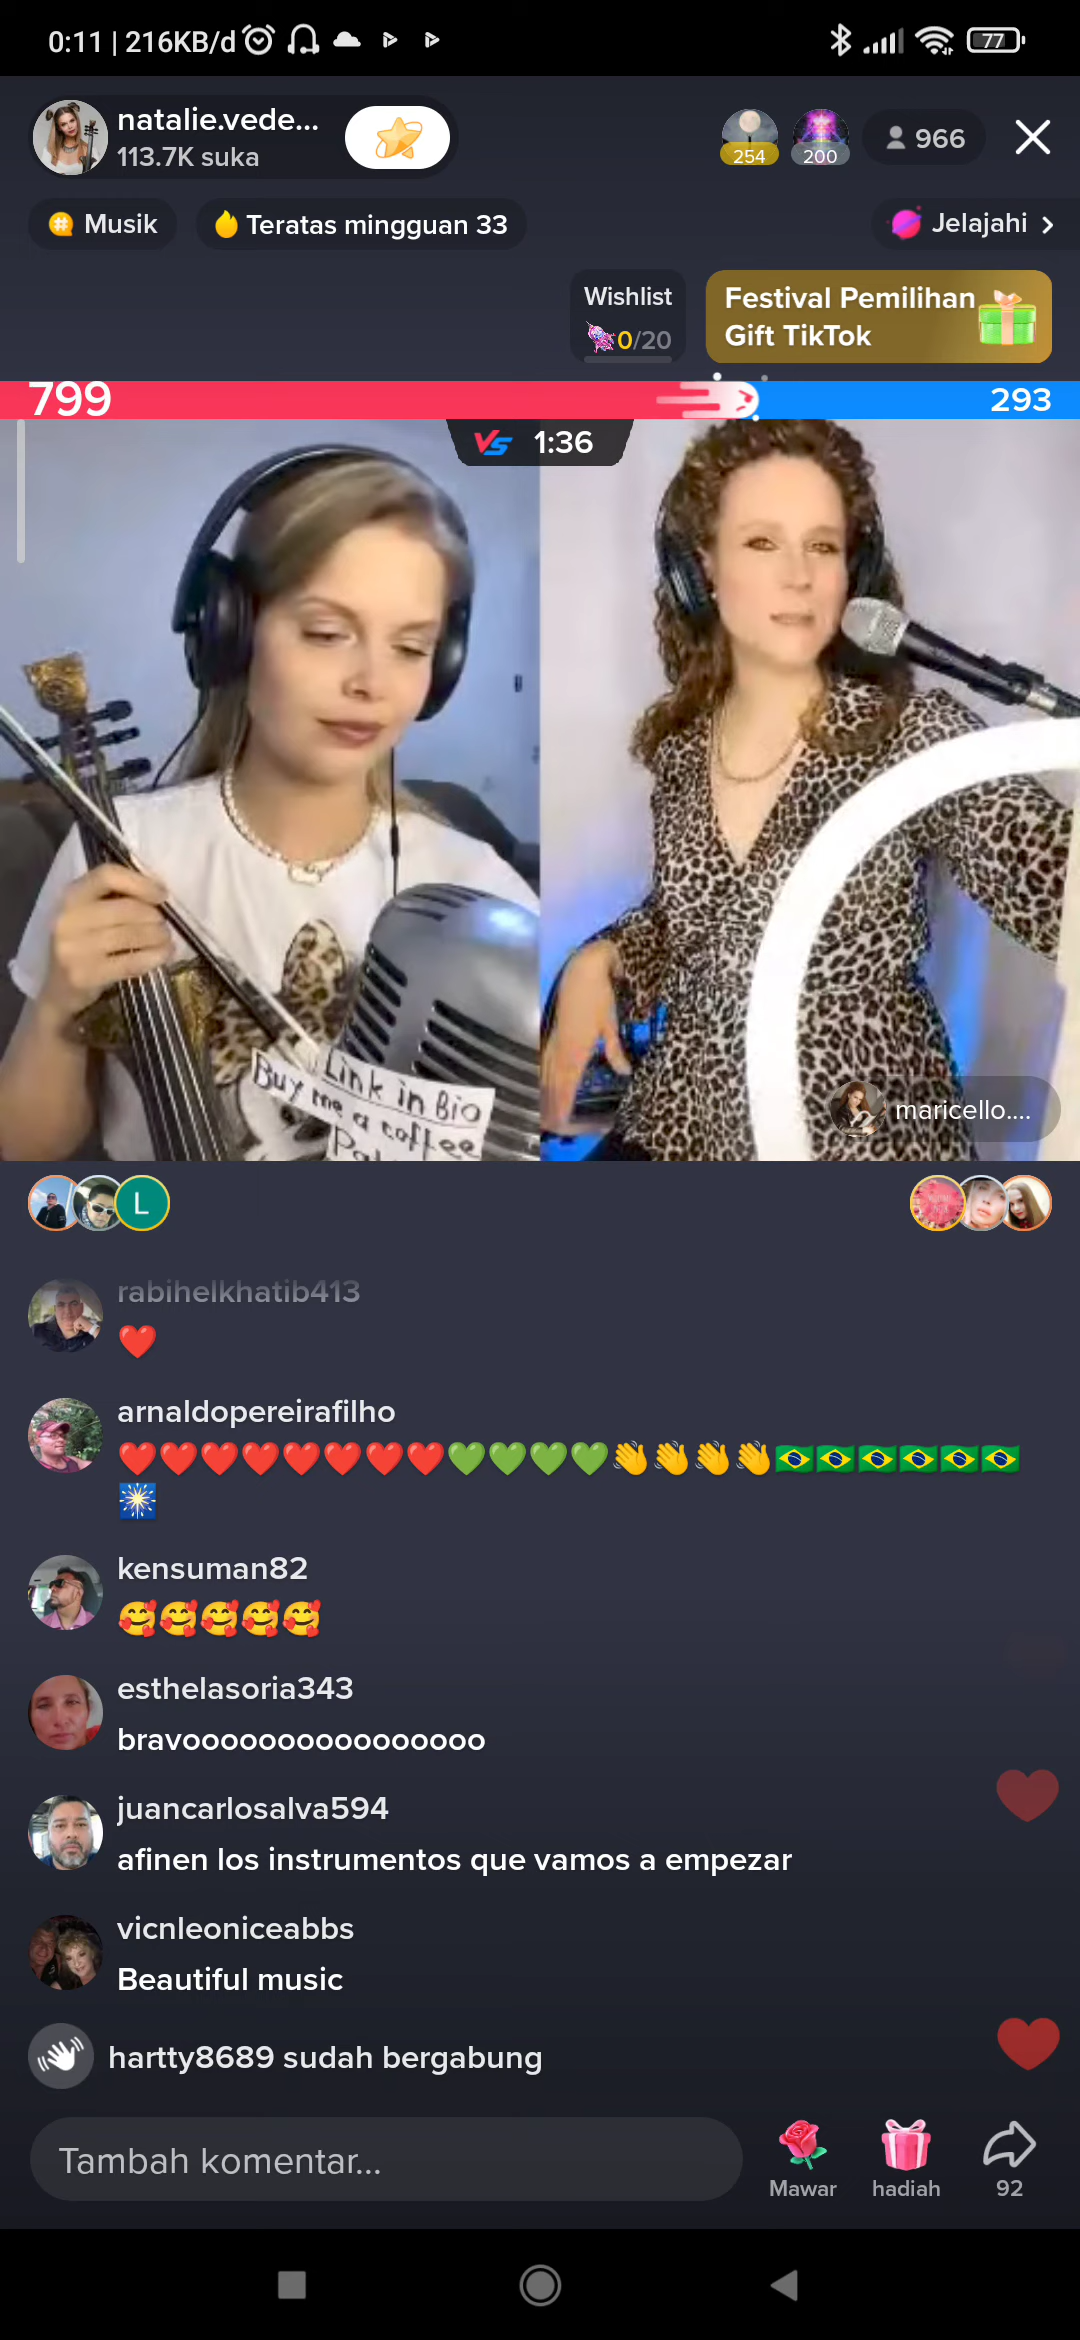 0:11 | 216KB/d
77
natalie.vede...
113.7K suka
254
200
966
Musik
Teratas mingguan 33
Jelajahi
Wishlist
0/20
Festival Pemilihan
Gift TikTok
799
293
VS 1:36
Link in Bio
Buy me a coffee
maricello....
L
rabihelkhatib413
❤️
arnaldopereirafilho
❤️❤️❤️❤️❤️❤️❤️❤️💚💚💚💚👋👋👋👋🇧🇷🇧🇷🇧🇷🇧🇷🇧🇷🇧🇷
🎆
kensuman82
🥰🥰🥰🥰🥰
esthelasoria343
bravoooooooooooooooo
juancarlosalva594
afinen los instrumentos que vamos a empezar
vicnleoniceabbs
Beautiful music
hartty8689 sudah bergabung
Tambah komentar...
Mawar
hadiah
92